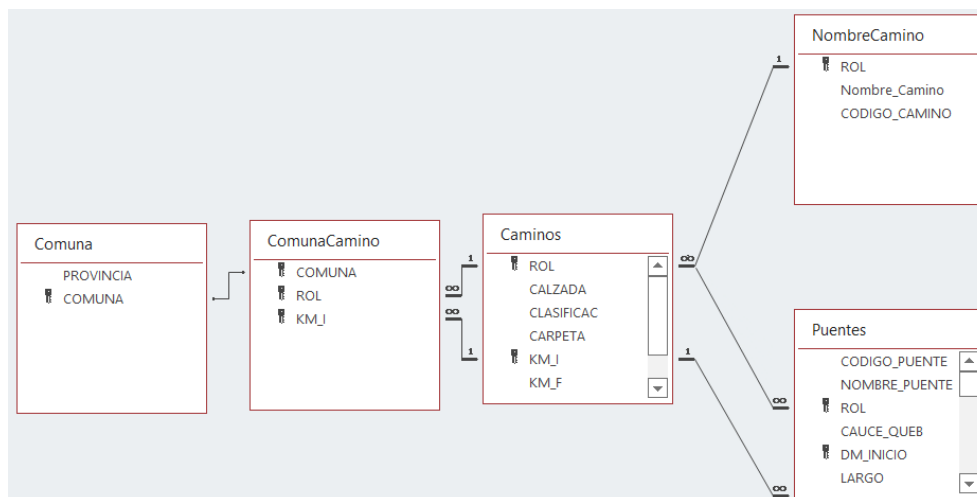 Comuna
PROVINCIA
COMUNA
ComunaCamino
COMUNA
ROL
KM_I
1
∞
∞
1
Caminos
ROL
CALZADA
CLASIFICAC
CARPETA
KM_I
KM_F
1
∞
1
∞
∞
NombreCamino
ROL
Nombre_Camino
CODIGO_CAMINO
Puentes
CODIGO_PUENTE
NOMBRE_PUENTE
ROL
CAUCE_QUEB
DM_INICIO
LARGO